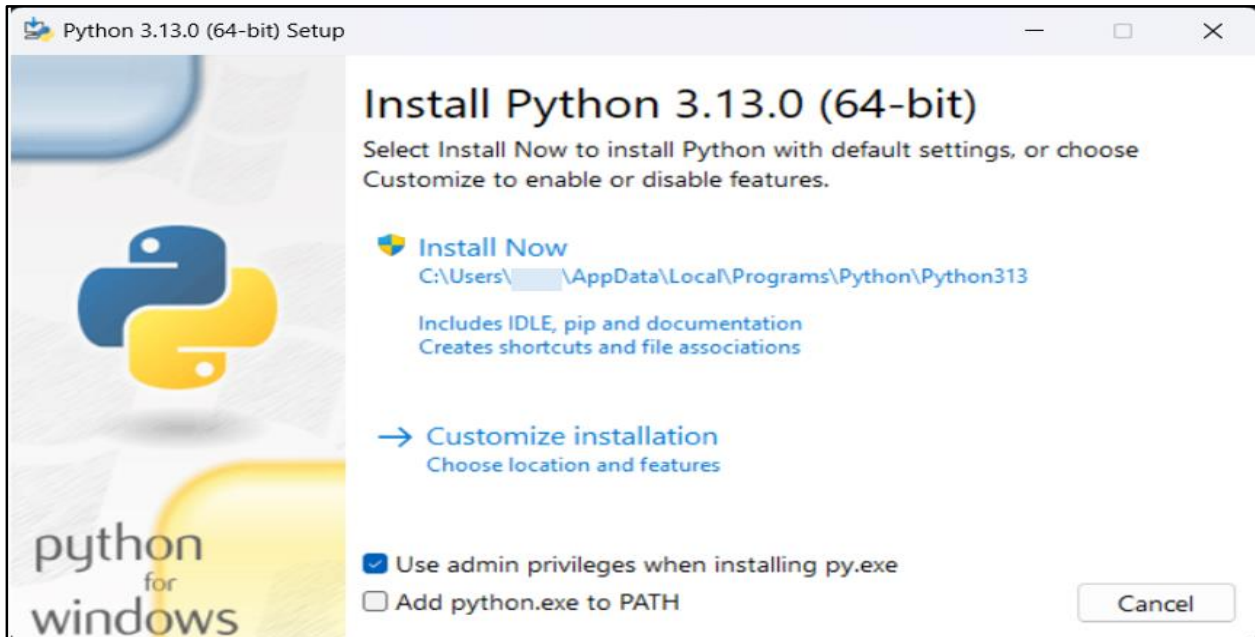 Python 3.13.0 (64-bit) Setup
Install Python 3.13.0 (64-bit)
Select Install Now to install Python with default settings, or choose
Customize to enable or disable features.
Install Now
C:\Users\ \AppData\Local\Programs\Python\Python313
Includes IDLE, pip and documentation
Creates shortcuts and file associations
Customize installation
Choose location and features
python
for
windows
Use admin privileges when installing py.exe
Add python.exe to PATH
Cancel